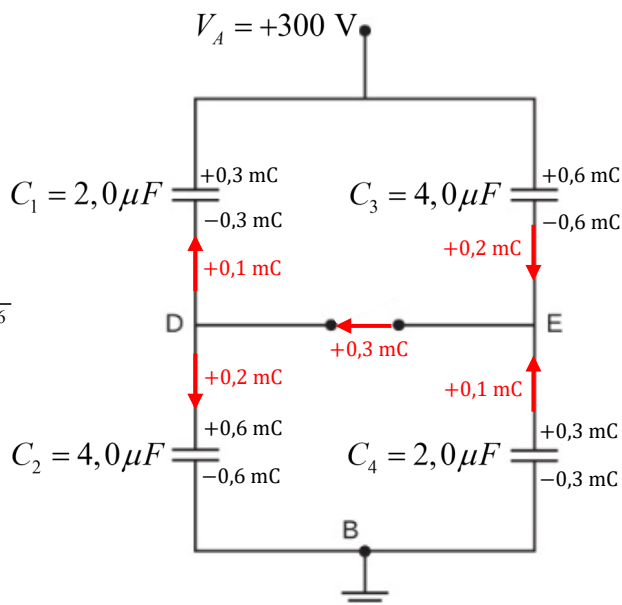 V_A = +300 V
+0,3 mC
+0,6 mC
C_1 = 2,0 μF
C_3 = 4,0 μF
−0,3 mC
−0,6 mC
+0,2 mC
+0,1 mC
6
D
E
+0,3 mC
+0,2 mC
+0,1 mC
+0,6 mC
+0,3 mC
C_2 = 4,0 μF
C_4 = 2,0 μF
−0,6 mC
−0,3 mC
B